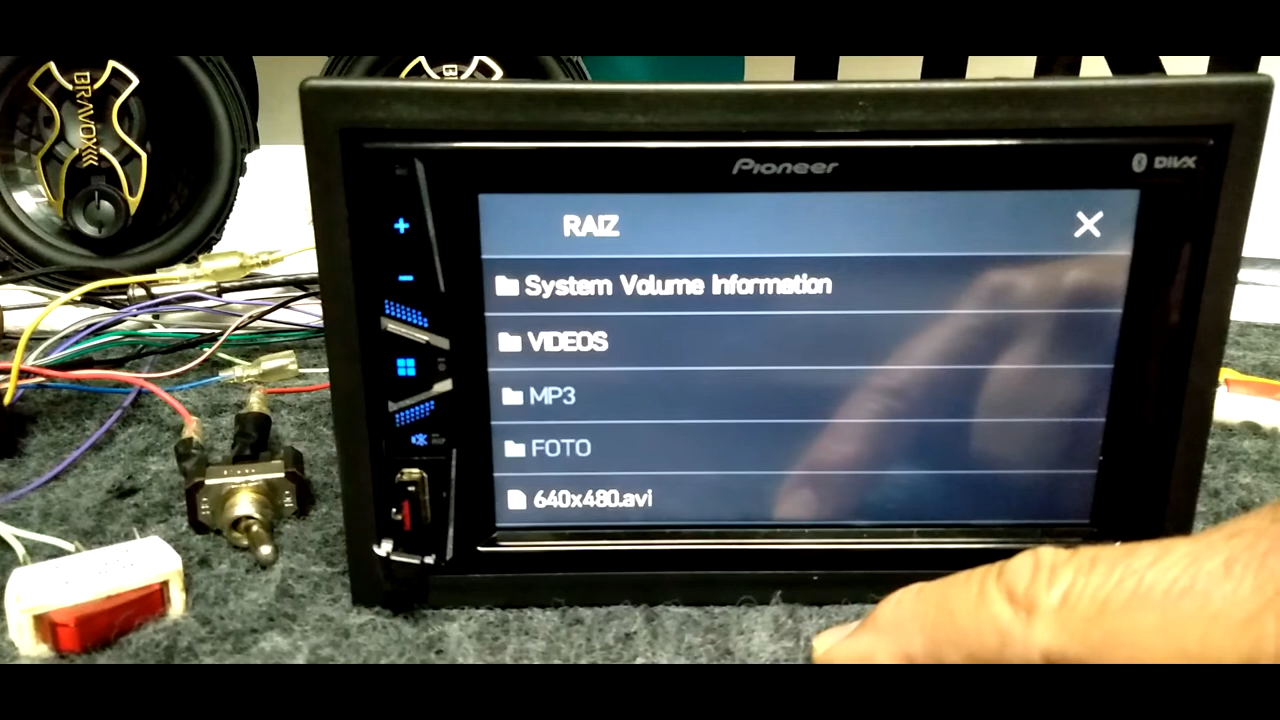 BRAVOX
Pioneer
DIVX
RAIZ
System Volume Information
VIDEOS
MP3
FOTO
640x480.avi